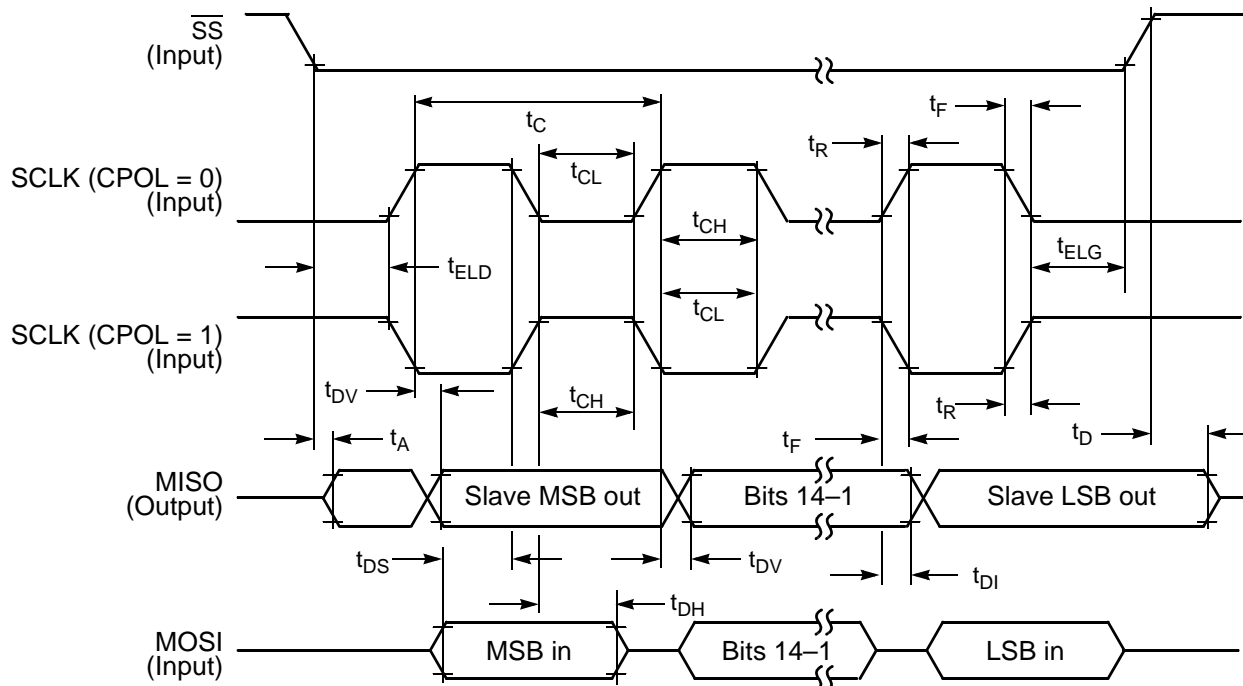 SS
(Input)
t_F
t_C
t_R
SCLK (CPOL = 0)
(Input)
t_CL
t_CH
t_ELD
t_ELG
t_CL
SCLK (CPOL = 1)
(Input)
t_DV
t_CH
t_R
t_A
t_F
t_D
MISO
(Output)
Slave MSB out
Bits 14–1
Slave LSB out
t_DS
t_DV
t_DI
t_DH
MOSI
(Input)
MSB in
Bits 14–1
LSB in